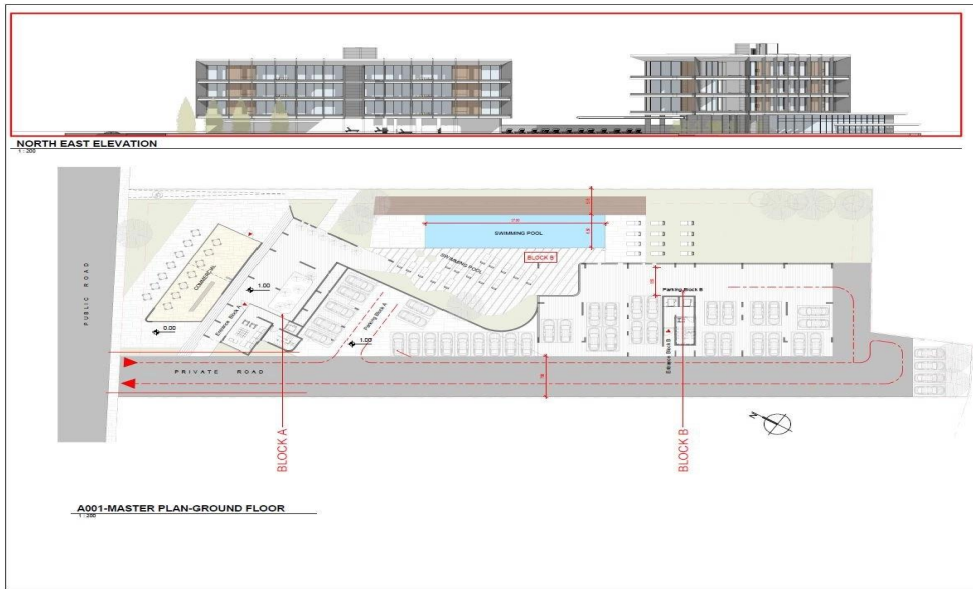 NORTH EAST ELEVATION
1 : 200
PUBLIC ROAD
COMMERCIAL
0.00
1.00
Entrance Block A
Parking Block A
1.00
SWIMMING POOL
SWIMMING POOL
BLOCK B
Parking Block B
Entrance Block B
PRIVATE ROAD
N
BLOCK A
BLOCK B
A001-MASTER PLAN-GROUND FLOOR
1 : 200